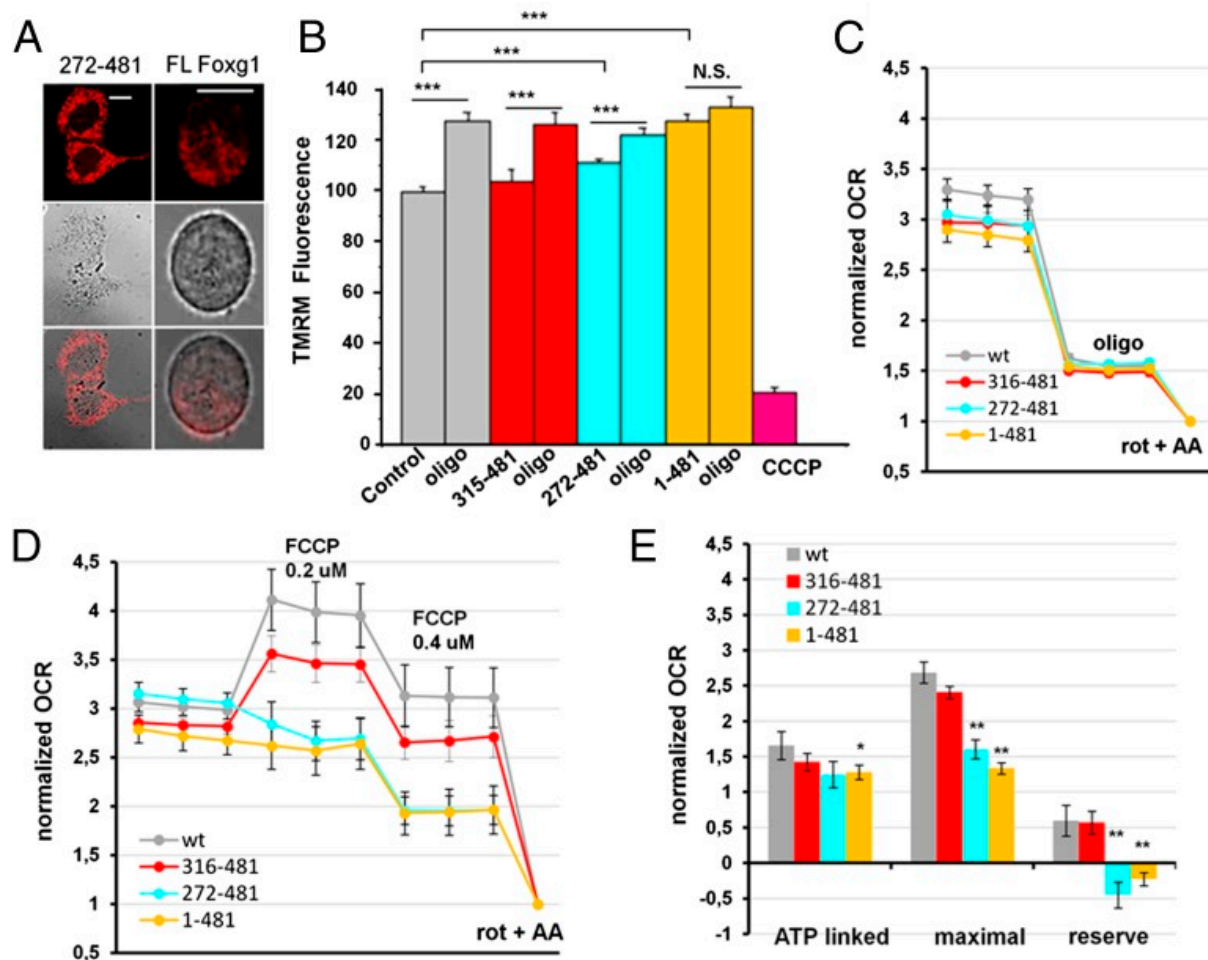 A
272-481 FL Foxg1
B
***
***
*** *** *** N.S.
TMRM Fluorescence
140
120
100
80
60
40
20
0
Control
oligo
315-481
oligo
272-481
oligo
1-481
oligo
CCCP
C
normalized OCR
4,5
4
3,5
3
2,5
2
1,5
1
0,5
oligo
wt
316-481
272-481
1-481
rot + AA
D
normalized OCR
4,5
4
3,5
3
2,5
2
1,5
1
0,5
FCCP
0.2 uM
FCCP
0.4 uM
wt
316-481
272-481
1-481
rot + AA
E
normalized OCR
4,5
4
3,5
3
2,5
2
1,5
1
0,5
0
-0,5
-1
wt
316-481
272-481
1-481
*
**
**
**
**
ATP linked maximal reserve